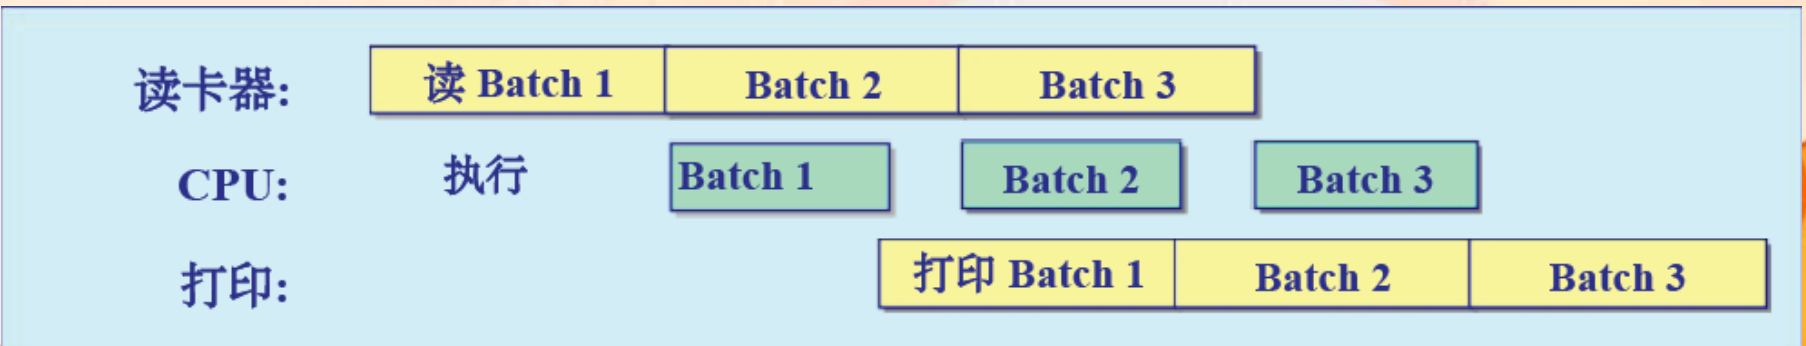 读卡器: 读 Batch 1 Batch 2 Batch 3
CPU: 执行 Batch 1 Batch 2 Batch 3
打印: 打印 Batch 1 Batch 2 Batch 3